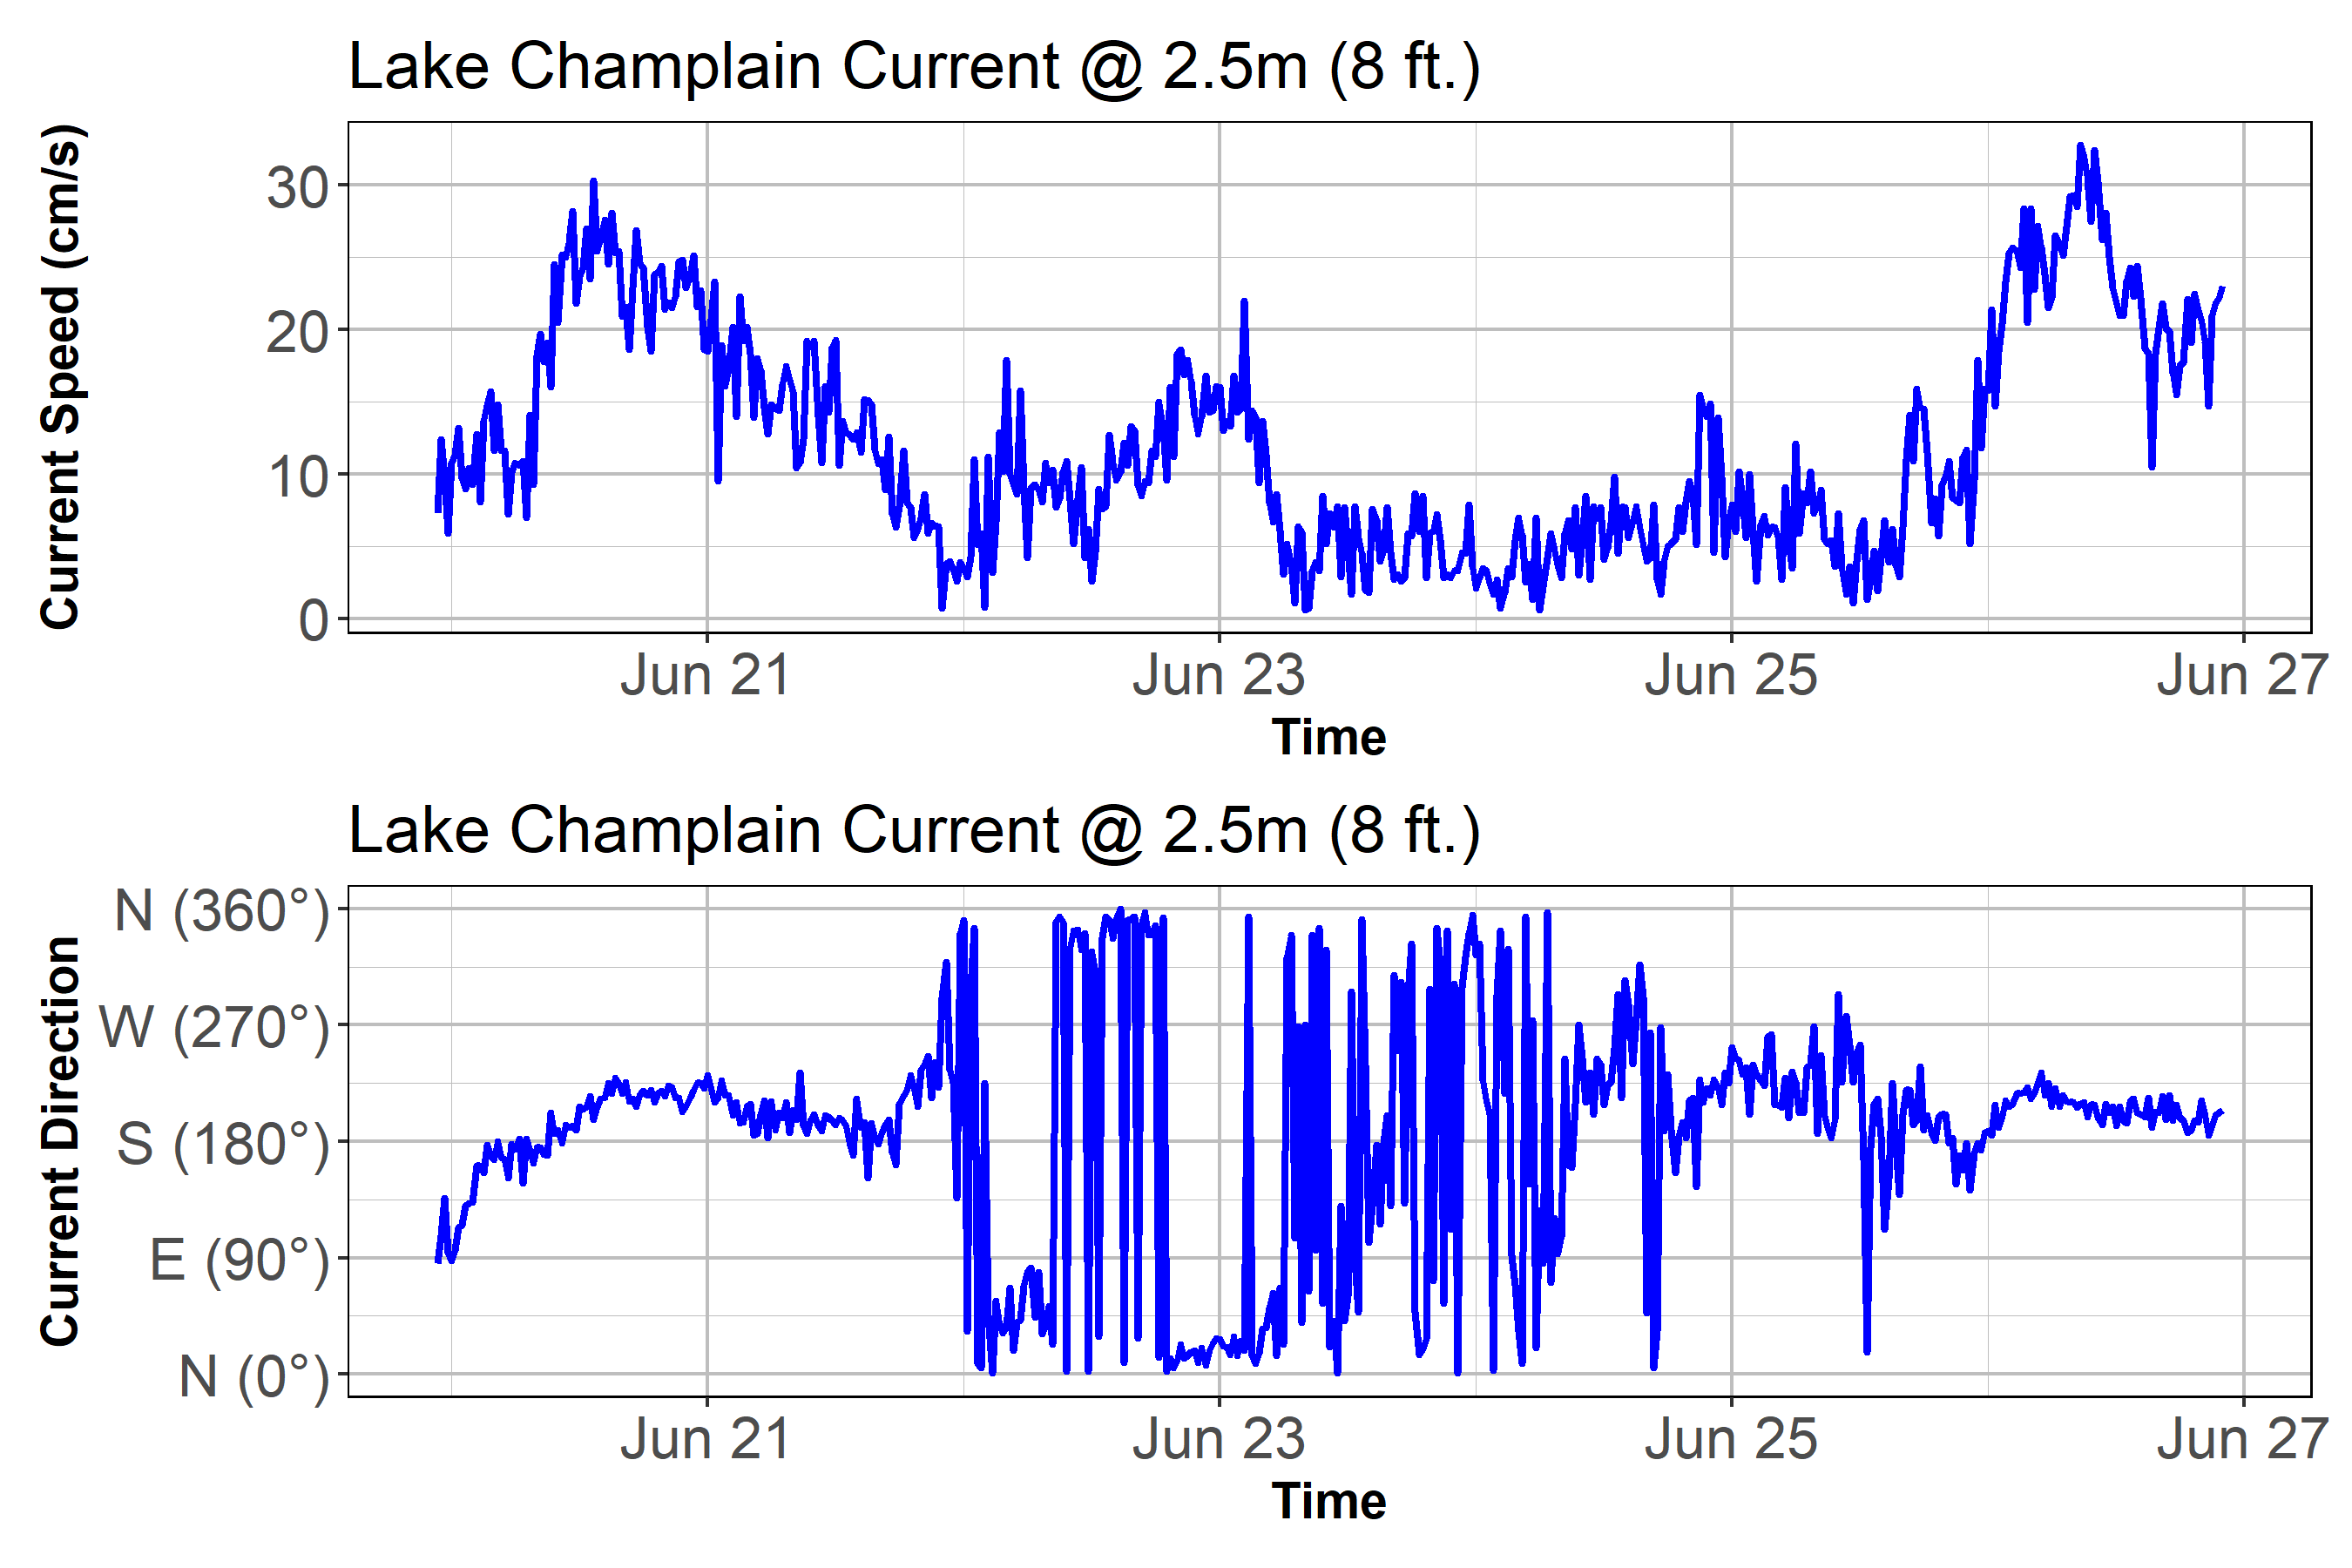 Lake Champlain Current @ 2.5m (8 ft.)
Current Speed (cm/s)
30
20
10
0
Jun 21 Jun 23 Jun 25 Jun 27
Time
Lake Champlain Current @ 2.5m (8 ft.)
Current Direction
N (360°)
W (270°)
S (180°)
E (90°)
N (0°)
Jun 21 Jun 23 Jun 25 Jun 27
Time